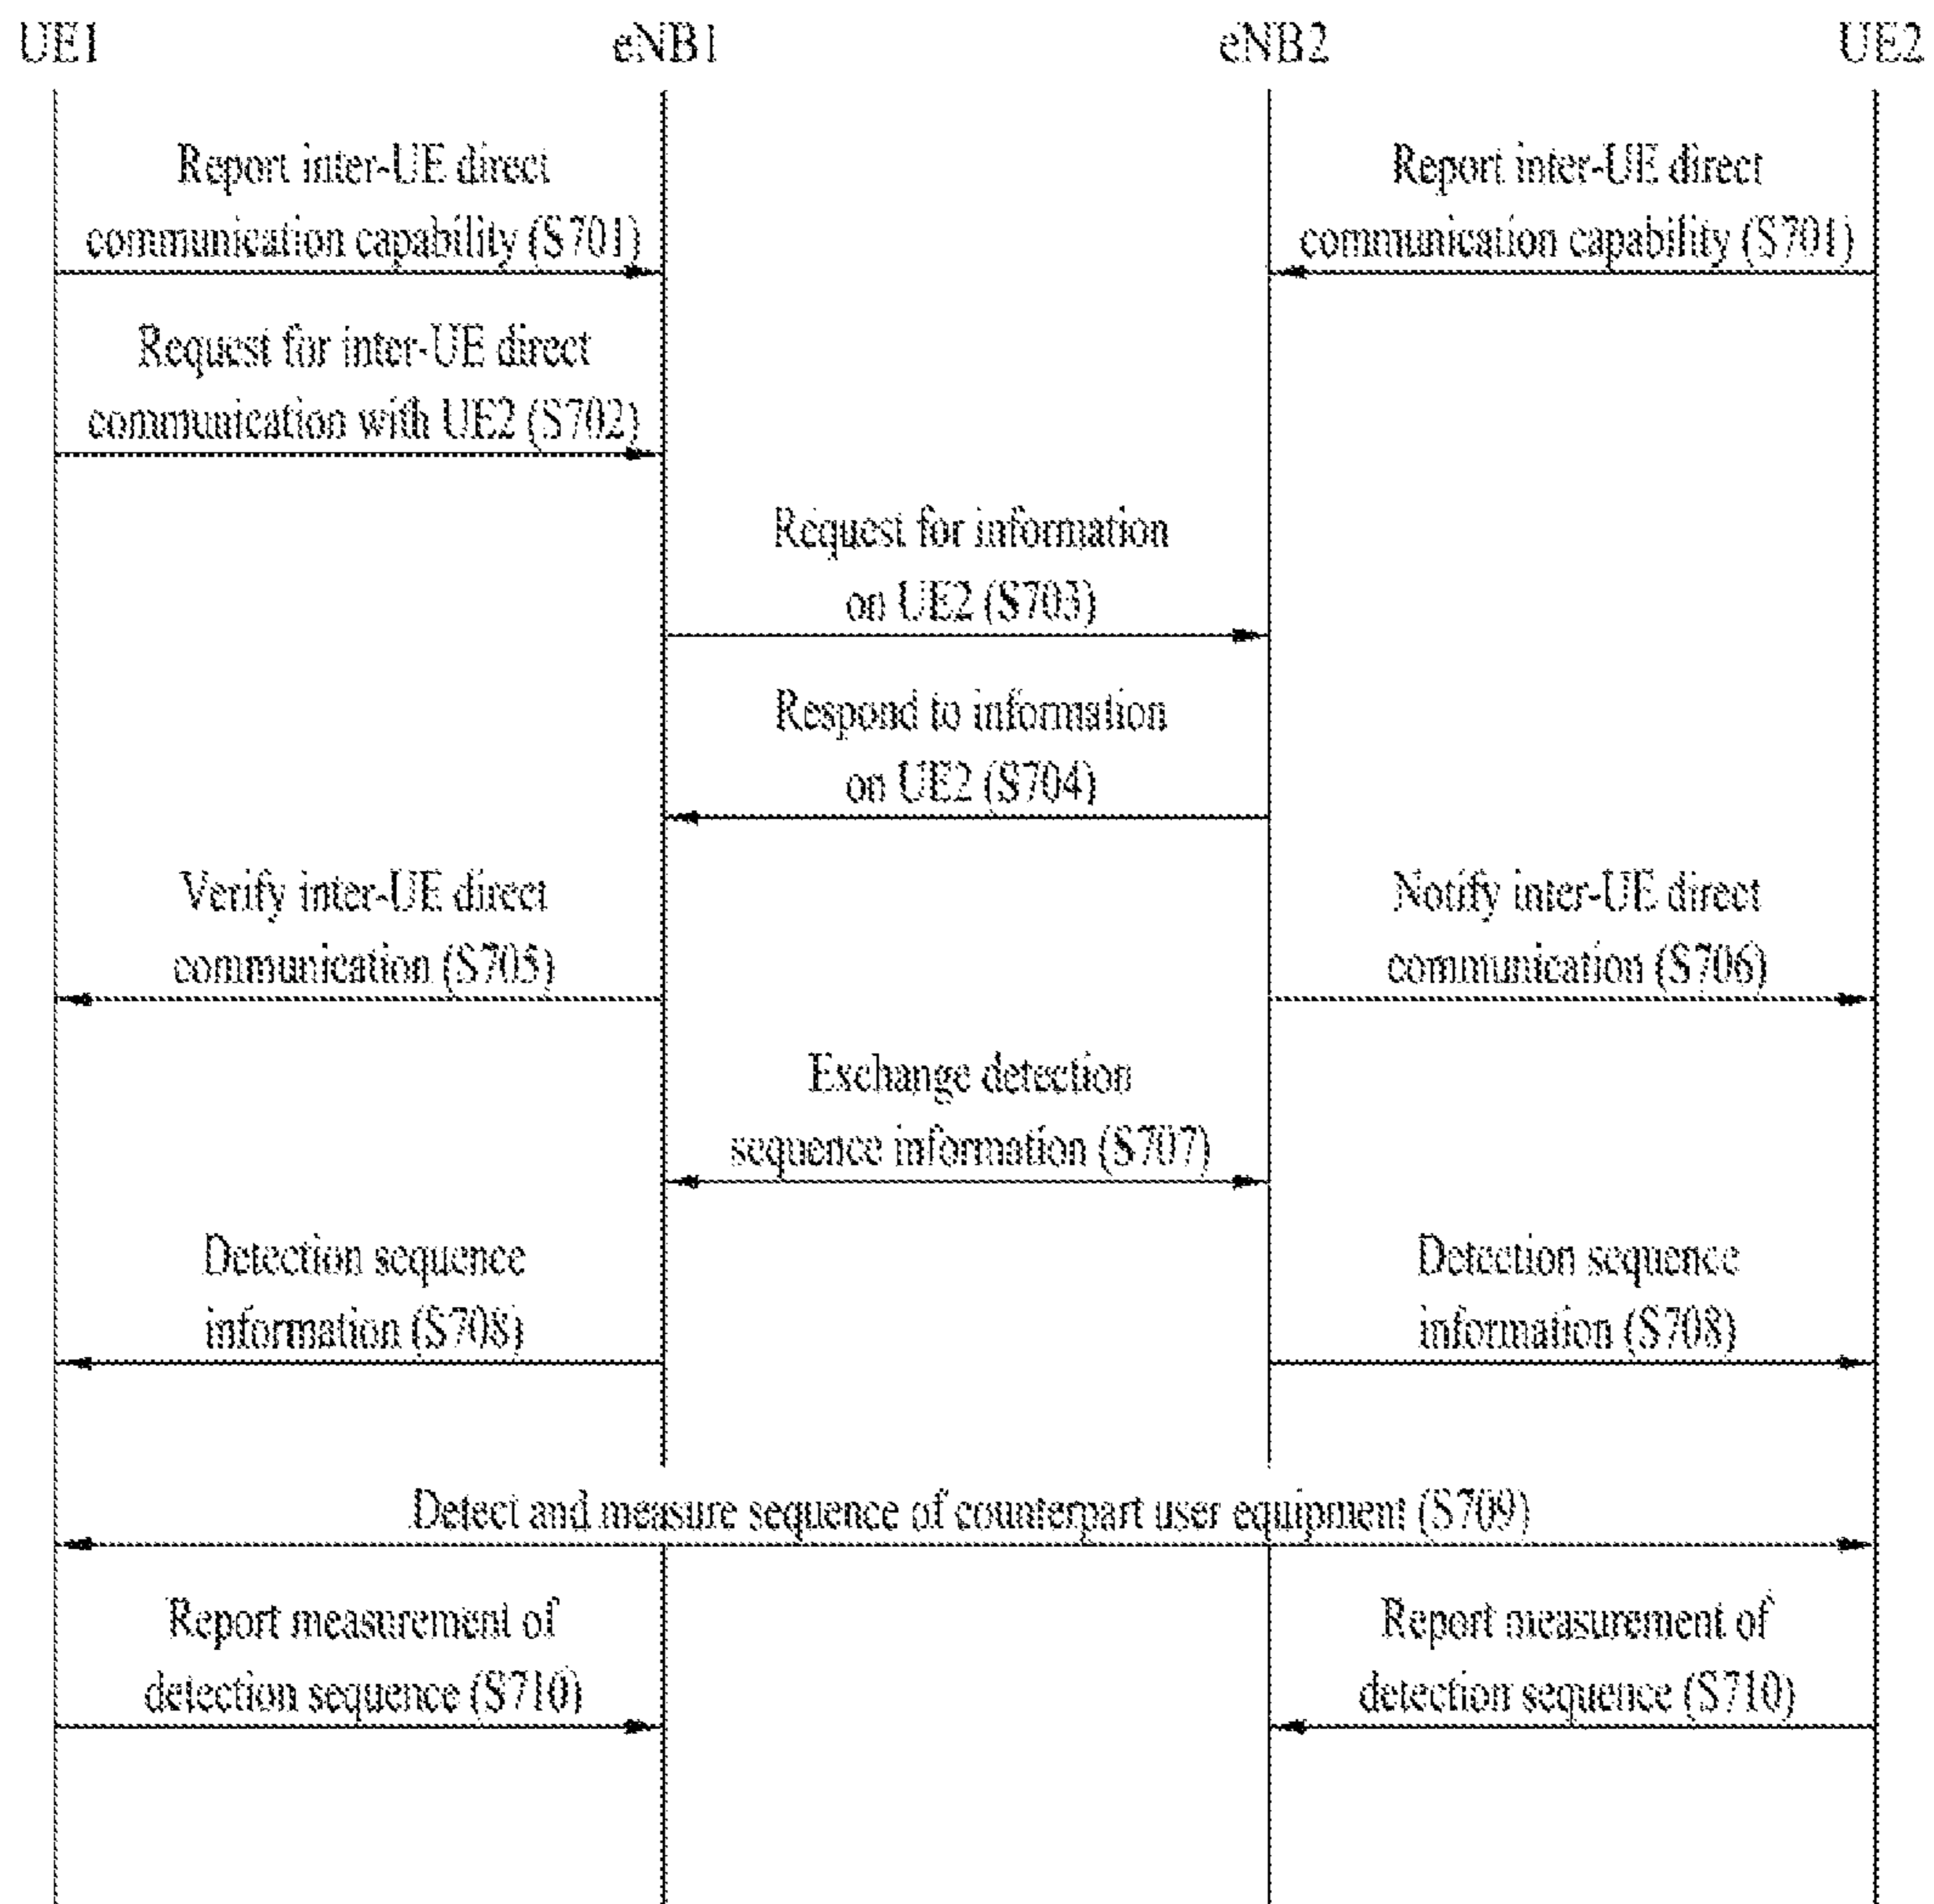 UE1 eNB1 eNB2 UE2
Report inter-UE direct
communication capability (S701)
Report inter-UE direct
communication capability (S701)
Request for inter-UE direct
communication with UE2 (S702)
Request for information
on UE2 (S703)
Respond to information
on UE2 (S704)
Verify inter-UE direct
communication (S705)
Notify inter-UE direct
communication (S706)
Exchange detection
sequence information (S707)
Detection sequence
information (S708)
Detection sequence
information (S708)
Detect and measure sequence of counterpart user equipment (S709)
Report measurement of
detection sequence (S710)
Report measurement of
detection sequence (S710)